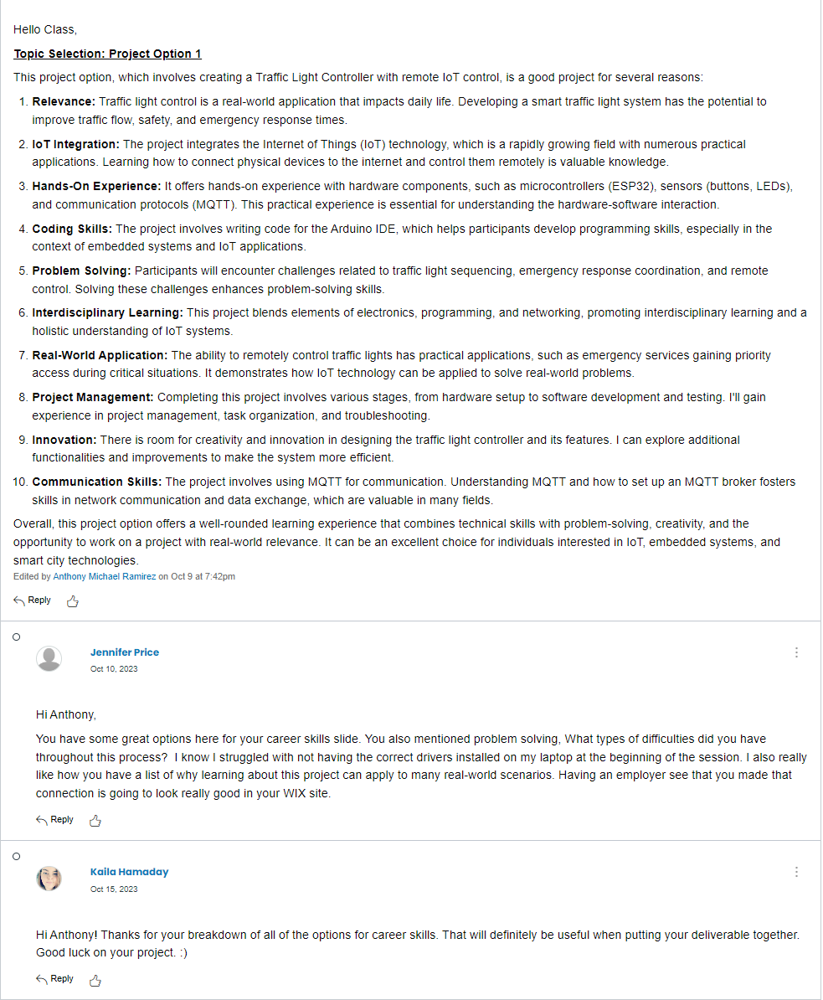 Hello Class,
Topic Selection: Project Option 1
This project option, which involves creating a Traffic Light Controller with remote IoT control, is a good project for several reasons:
1. Relevance: Traffic light control is a real-world application that impacts daily life. Developing a smart traffic light system has the potential to
improve traffic flow, safety, and emergency response times.
2. IoT Integration: The project integrates the Internet of Things (IoT) technology, which is a rapidly growing field with numerous practical
applications. Learning how to connect physical devices to the internet and control them remotely is valuable knowledge.
3. Hands-On Experience: It offers hands-on experience with hardware components, such as microcontrollers (ESP32), sensors (buttons, LEDs),
and communication protocols (MQTT). This practical experience is essential for understanding the hardware-software interaction.
4. Coding Skills: The project involves writing code for the Arduino IDE, which helps participants develop programming skills, especially in the
context of embedded systems and IoT applications.
5. Problem Solving: Participants will encounter challenges related to traffic light sequencing, emergency response coordination, and remote
control. Solving these challenges enhances problem-solving skills.
6. Interdisciplinary Learning: This project blends elements of electronics, programming, and networking, promoting interdisciplinary learning and a
holistic understanding of IoT systems.
7. Real-World Application: The ability to remotely control traffic lights has practical applications, such as emergency services gaining priority
access during critical situations. It demonstrates how IoT technology can be applied to solve real-world problems.
8. Project Management: Completing this project involves various stages, from hardware setup to software development and testing. I'll gain
experience in project management, task organization, and troubleshooting.
9. Innovation: There is room for creativity and innovation in designing the traffic light controller and its features. I can explore additional
functionalities and improvements to make the system more efficient.
10. Communication Skills: The project involves using MQTT for communication. Understanding MQTT and how to set up an MQTT broker fosters
skills in network communication and data exchange, which are valuable in many fields.
Overall, this project option offers a well-rounded learning experience that combines technical skills with problem-solving, creativity, and the
opportunity to work on a project with real-world relevance. It can be an excellent choice for individuals interested in IoT, embedded systems, and
smart city technologies.
Edited by Anthony Michael Ramirez on Oct 9 at 7:42pm
Reply
Jennifer Price
Oct 10, 2023
Hi Anthony,
You have some great options here for your career skills slide. You also mentioned problem solving, What types of difficulties did you have
throughout this process?  I know I struggled with not having the correct drivers installed on my laptop at the beginning of the session. I also really
like how you have a list of why learning about this project can apply to many real-world scenarios. Having an employer see that you made that
connection is going to look really good in your WIX site.
Reply
Kaila Hamaday
Oct 15, 2023
Hi Anthony! Thanks for your breakdown of all of the options for career skills. That will definitely be useful when putting your deliverable together.
Good luck on your project. :)
Reply